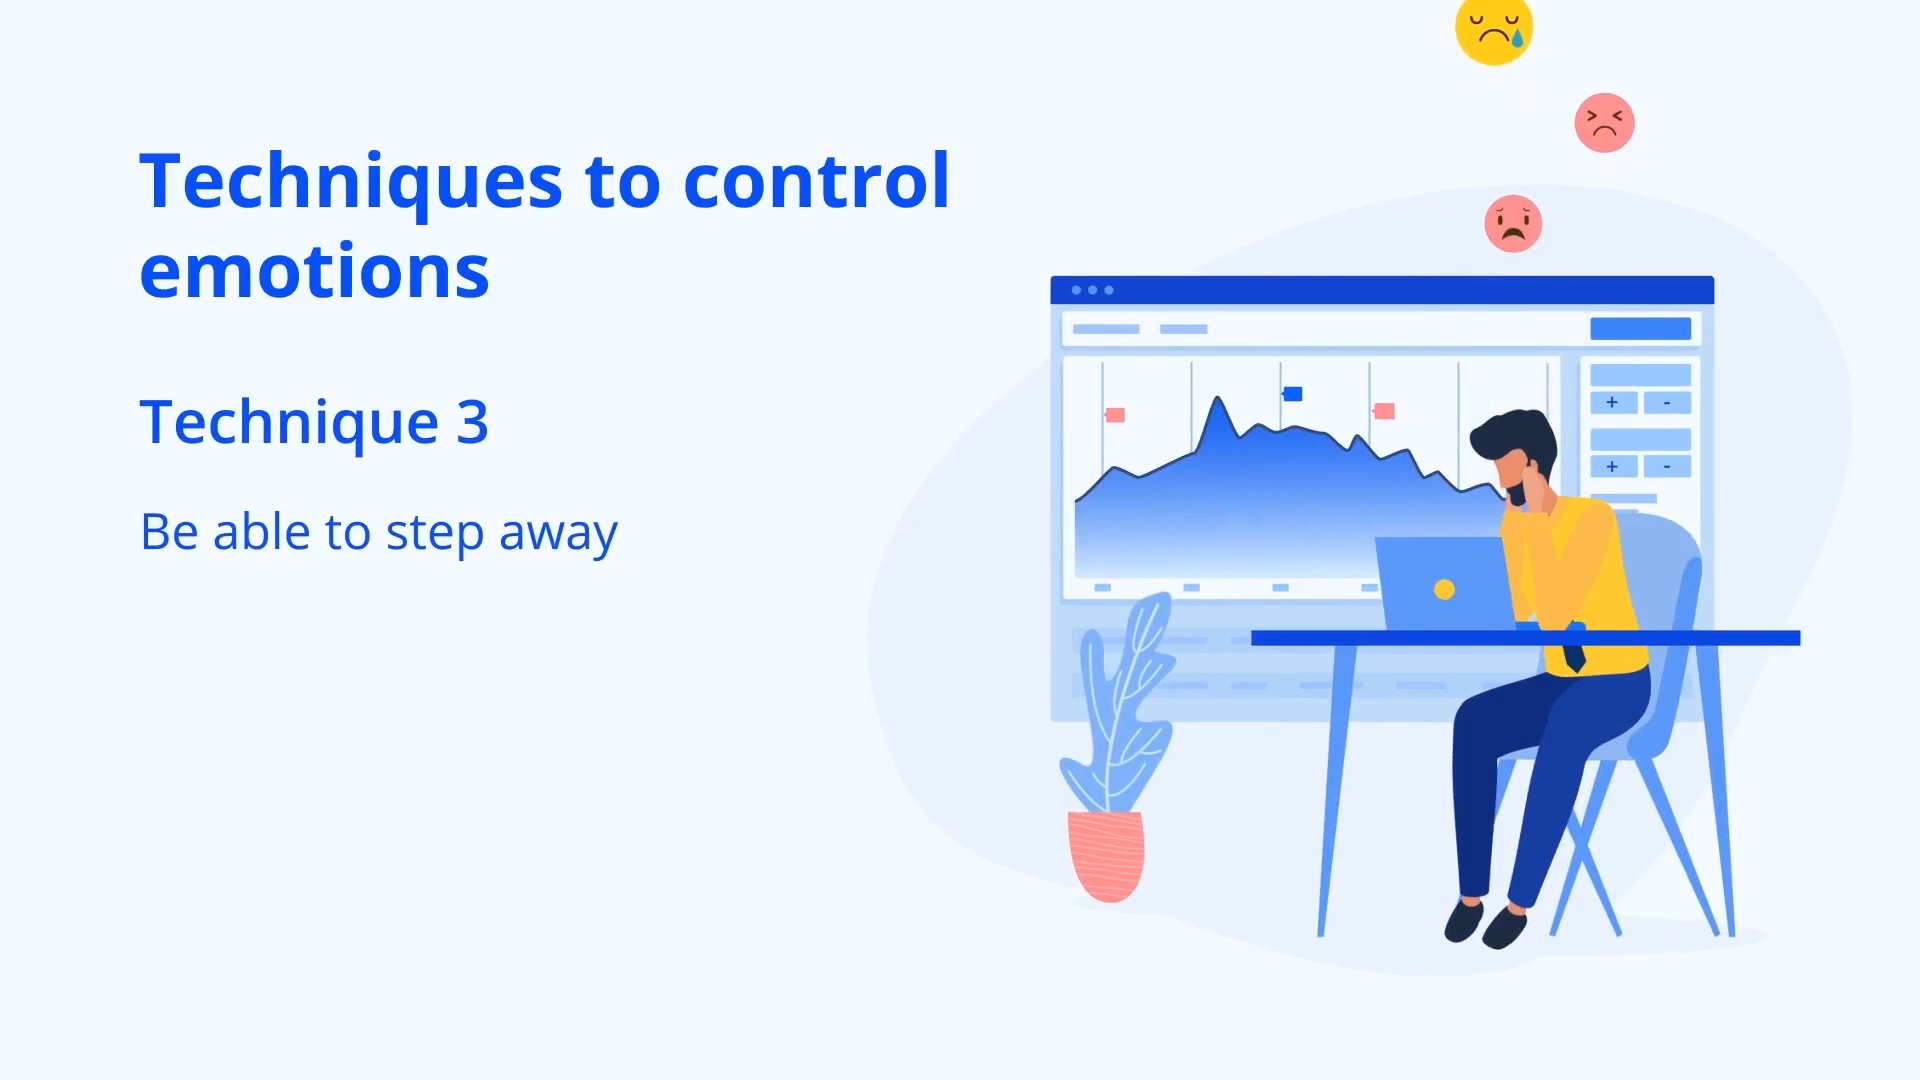 Techniques to control
emotions
Technique 3
Be able to step away
+ -
+ -